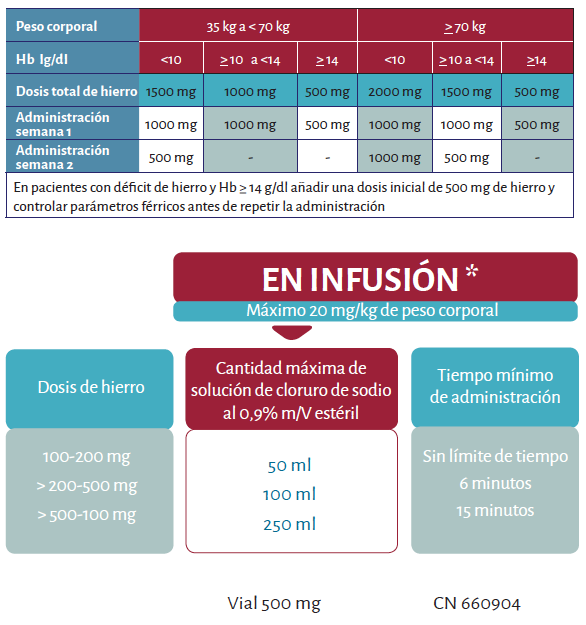 Peso corporal 35 kg a < 70 kg ≥ 70 kg
Hb lg/dl <10 ≥ 10 a <14 ≥ 14 <10 ≥ 10 a <14 ≥14
Dosis total de hierro 1500 mg 1000 mg 500 mg 2000 mg 1500 mg 500 mg
Administración
semana 1 1000 mg 1000 mg 500 mg 1000 mg 1000 mg 500 mg
Administración
semana 2 500 mg - - 1000 mg 500 mg -
En pacientes con déficit de hierro y Hb ≥ 14 g/dl añadir una dosis inicial de 500 mg de hierro y
controlar parámetros férricos antes de repetir la administración
EN INFUSIÓN *
Máximo 20 mg/kg de peso corporal
Dosis de hierro
100-200 mg
> 200-500 mg
> 500-100 mg
Cantidad máxima de
solución de cloruro de sodio
al 0,9% m/V estéril
50 ml
100 ml
250 ml
Tiempo mínimo
de administración
Sin límite de tiempo
6 minutos
15 minutos
Vial 500 mg CN 660904